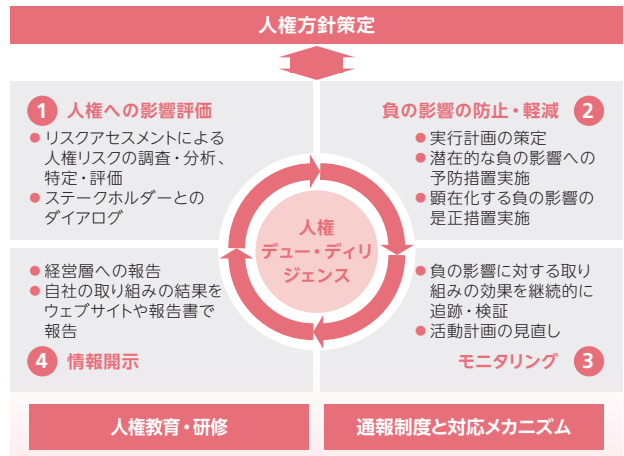 人権方針策定
1 人権への影響評価
● リスクアセスメントによる
人権リスクの調査・分析、
特定・評価
● ステークホルダーとの
ダイアログ
負の影響の防止・軽減 2
● 実行計画の策定
● 潜在的な負の影響への
予防措置実施
● 顕在化する負の影響の
是正措置実施
人権
デュー・ディリ
ジェンス
● 負の影響に対する取り
組みの効果を継続的に
追跡・検証
● 活動計画の見直し
モニタリング 3
● 経営層への報告
● 自社の取り組みの結果を
ウェブサイトや報告書で
報告
4 情報開示
人権教育・研修
通報制度と対応メカニズム